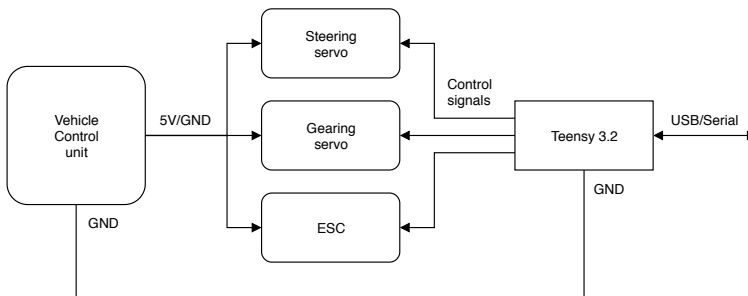 Steering
servo
Control
signals
Vehicle
Control
unit
5V/GND
Gearing
servo
Teensy 3.2
USB/Serial
GND
GND
ESC